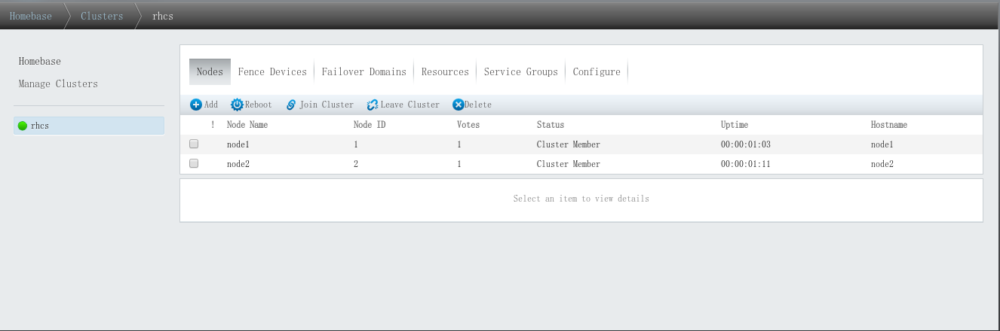 Homebase Clusters rhcs
Homebase
Manage Clusters
rhcs
Nodes Fence Devices Failover Domains Resources Service Groups Configure
Add Reboot Join Cluster Leave Cluster Delete
! Node Name Node ID Votes Status Uptime Hostname
node1 1 1 Cluster Member 00:00:01:03 node1
node2 2 1 Cluster Member 00:00:01:11 node2
Select an item to view details